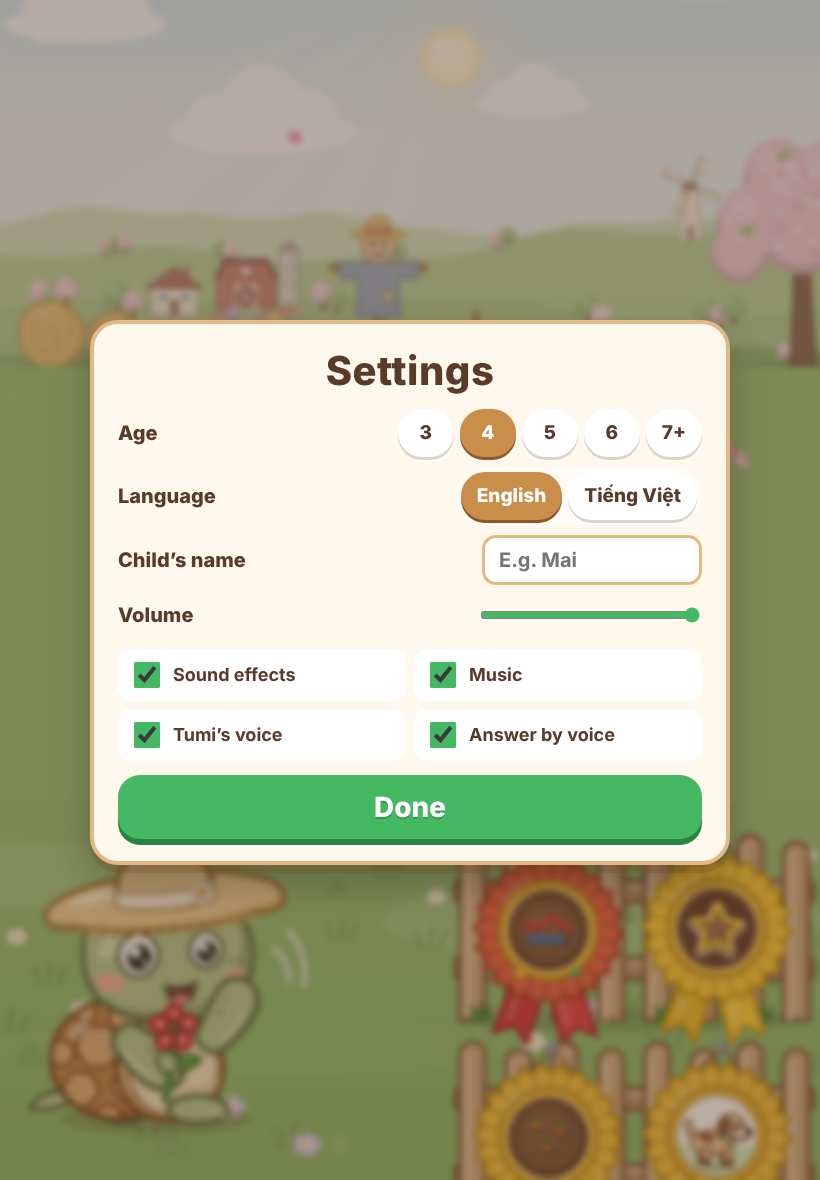 Settings
Age
3 4 5 6 7+
Language
English Tiếng Việt
Child’s name
E.g. Mai
Volume
Sound effects
Music
Tumi’s voice
Answer by voice
Done